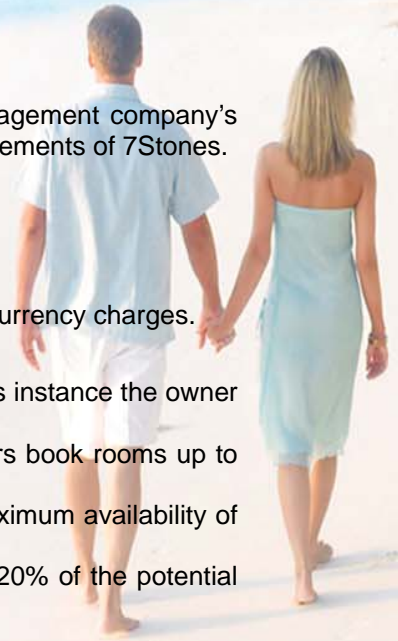 agement company's
ements of 7Stones.
urrency charges.
s instance the owner
rs book rooms up to
ximum availability of
20% of the potential